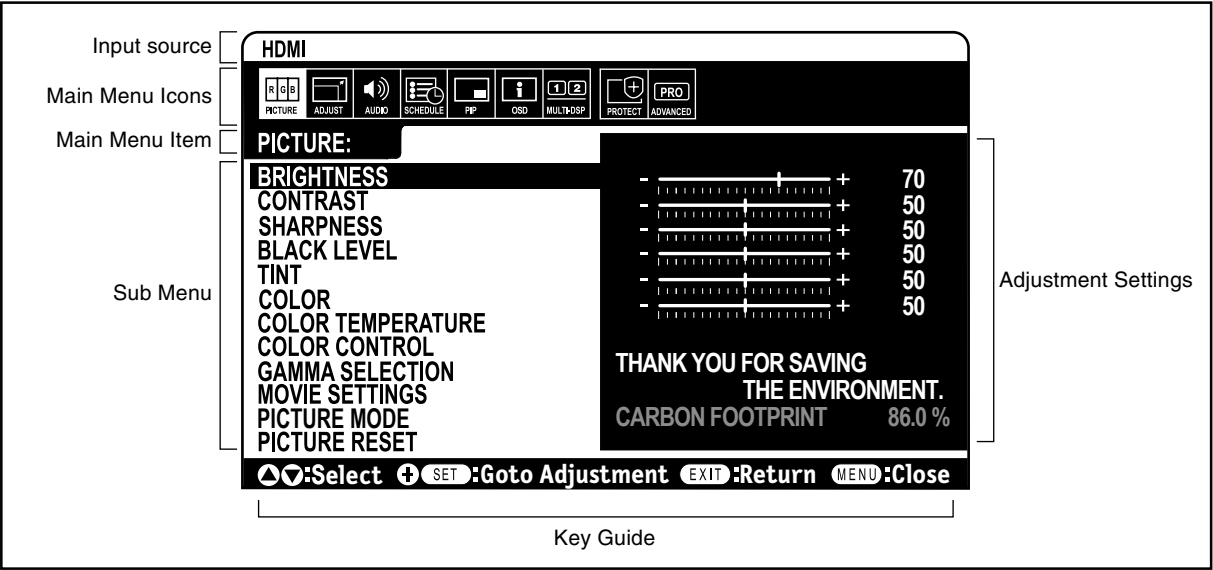 Input source
HDMI
Main Menu Icons
R G B
PICTURE
ADJUST
AUDIO
SCHEDULE
PIP
OSD
1 2
MULTI-DSP
PROTECT
PRO
ADVANCED
Main Menu Item
PICTURE:
Sub Menu
BRIGHTNESS - + 70
CONTRAST - + 50
SHARPNESS - + 50
BLACK LEVEL - + 50
TINT - + 50
COLOR - + 50
COLOR TEMPERATURE
COLOR CONTROL
GAMMA SELECTION
MOVIE SETTINGS
PICTURE MODE
PICTURE RESET
THANK YOU FOR SAVING
THE ENVIRONMENT.
CARBON FOOTPRINT 86.0 %
Adjustment Settings
:Select + SET :Goto Adjustment EXIT :Return MENU :Close
Key Guide